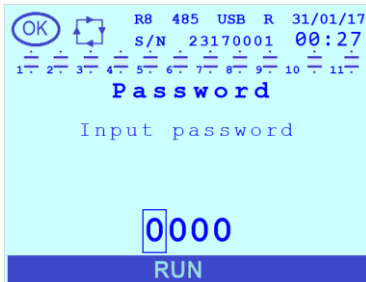 OK R8 485 USB R 31/01/17
S/N 23170001 00:27
1 2 3 4 5 6 7 8 9 10 11
Password
Input password
0000
RUN